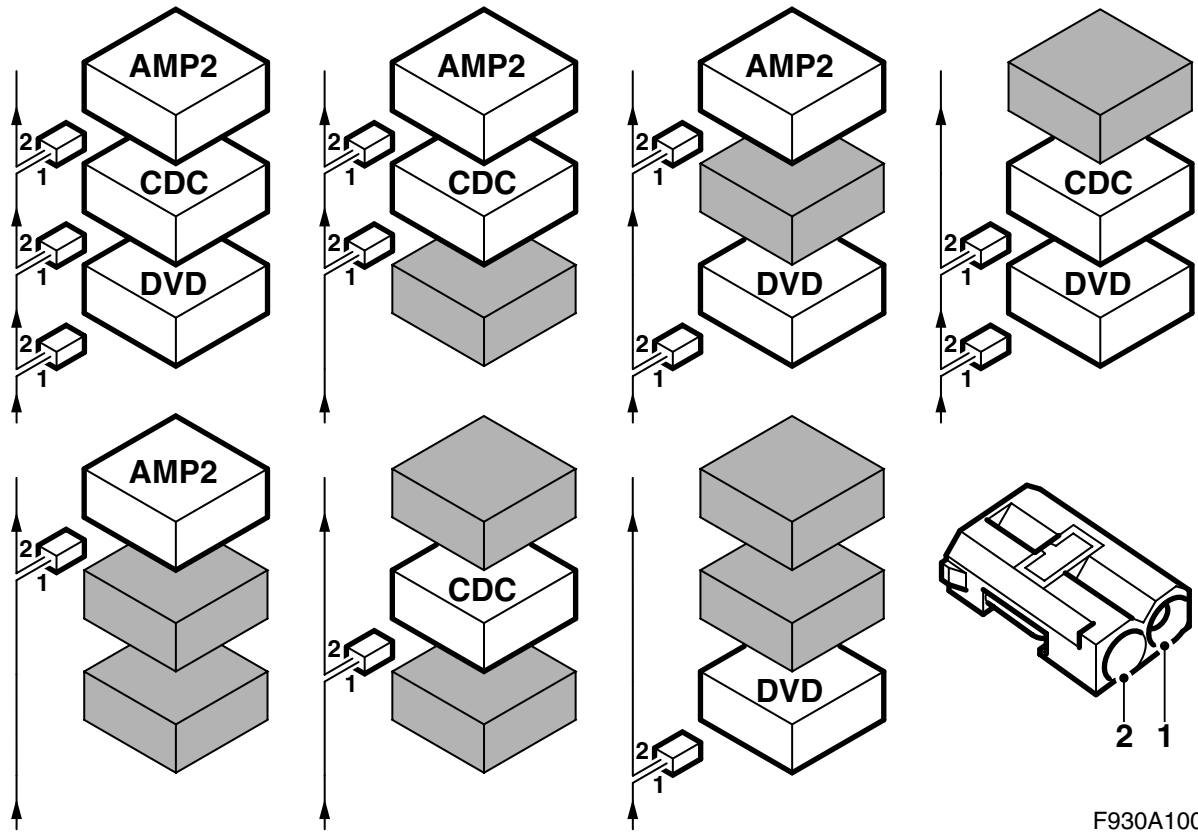 AMP2 AMP2 AMP2
2 2 2
1 CDC 1 CDC 1 CDC
2 2 2
1 DVD 1 DVD 1 DVD
2 2 2
1 1 1
AMP2
2
1 CDC
2
1 DVD
2
1 2 1
F930A100